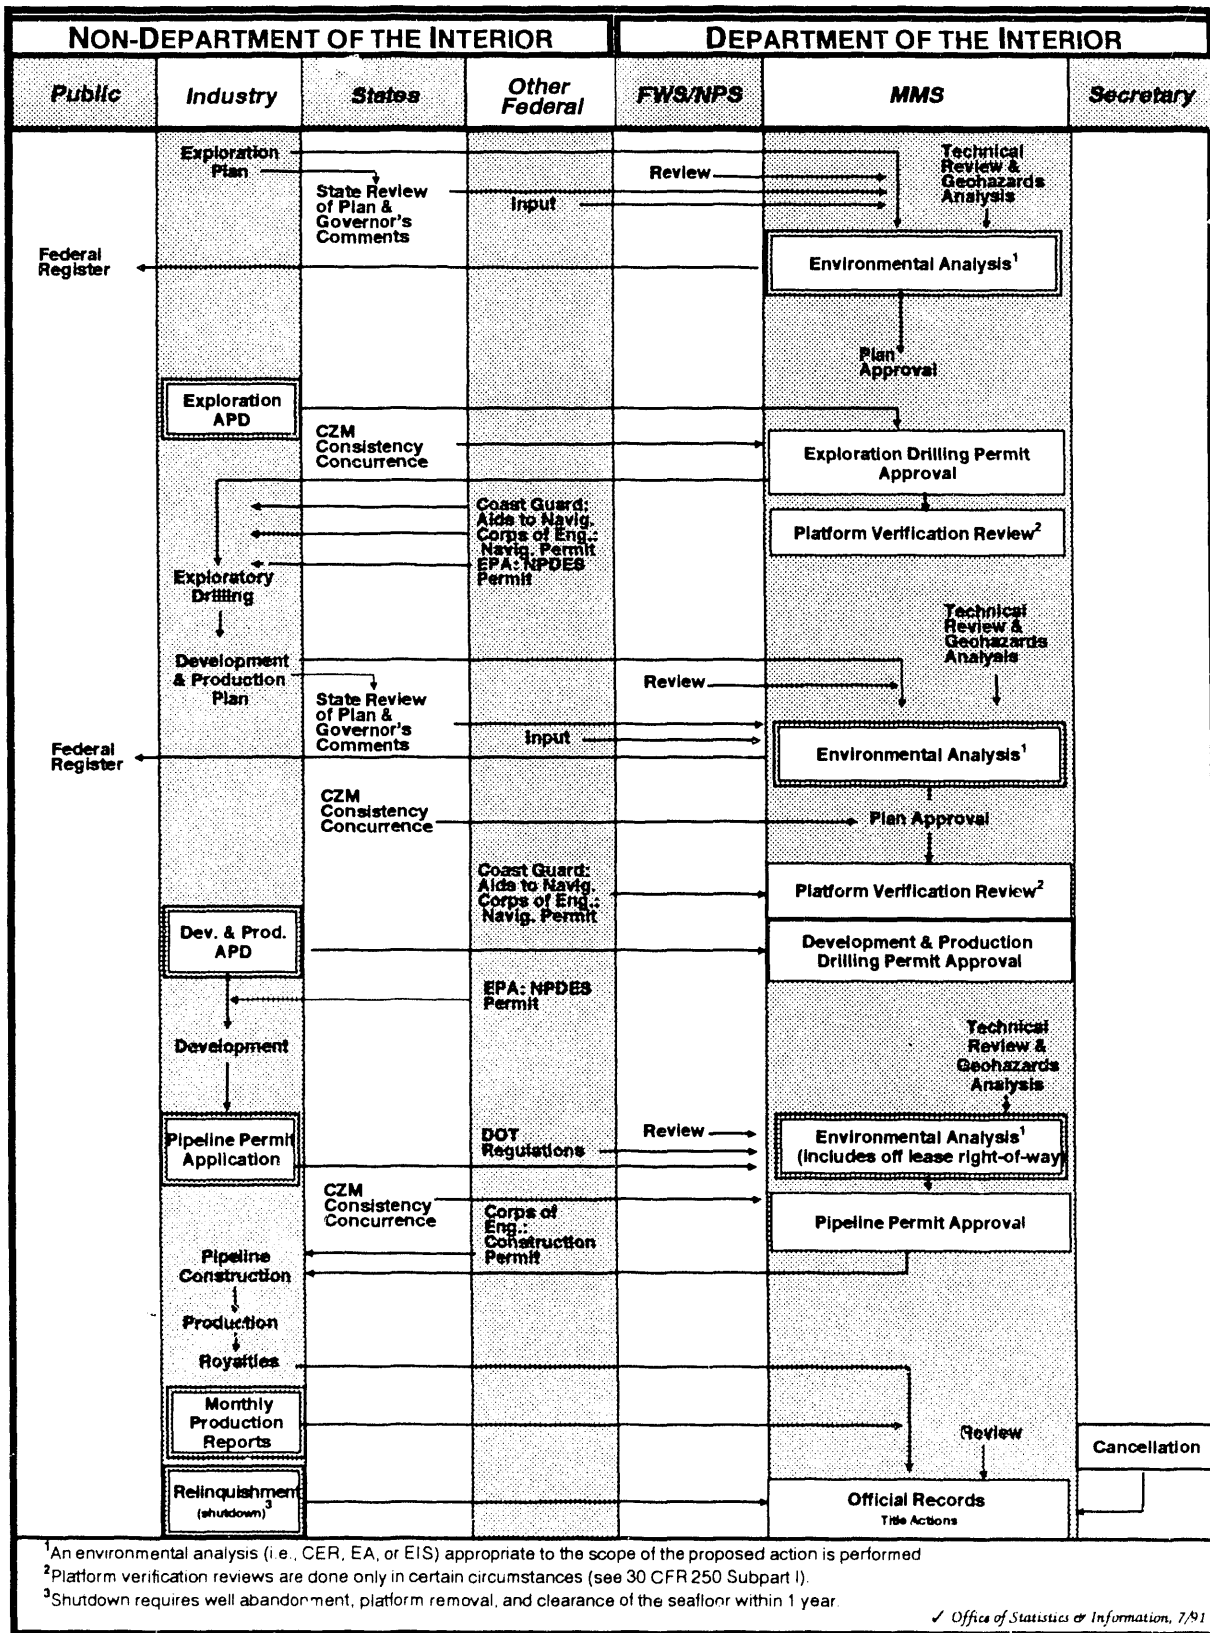 NON-DEPARTMENT OF THE INTERIOR
DEPARTMENT OF THE INTERIOR
Public
Industry
States
Other
Federal
FWS/NPS
MMS
Secretary
Exploration
Plan
State Review
of Plan &
Governor's
Comments
Input
Review
Technical
Review &
Geohazards
Analysis
Federal
Register
Environmental Analysis1
Plan
Approval
Exploration
APD
CZM
Consistency
Concurrence
Exploration Drilling Permit
Approval
Coast Guard:
Aids to Navig.
Corps of Eng.:
Navig. Permit
EPA: NPDES
Permit
Platform Verification Review2
Exploratory
Drilling
Technical
Review &
Geohazards
Analysis
Development
& Production
Plan
State Review
of Plan &
Governor's
Comments
Input
Review
Federal
Register
Environmental Analysis1
CZM
Consistency
Concurrence
Plan Approval
Coast Guard:
Aids to Navig.
Corps of Eng.:
Navig. Permit
Platform Verification Review2
Dev. & Prod.
APD
Development & Production
Drilling Permit Approval
EPA: NPDES
Permit
Development
Technical
Review &
Geohazards
Analysis
Pipeline Permit
Application
DOT
Regulations
Review
Environmental Analysis1
(includes off lease right-of-way)
CZM
Consistency
Concurrence
Corps of
Eng.:
Construction
Permit
Pipeline Permit Approval
Pipeline
Construction
Production
Royalties
Monthly
Production
Reports
Review
Cancellation
Relinquishment
(shutdown)3
Official Records
Title Actions
1An environmental analysis (i.e., CER, EA, or EIS) appropriate to the scope of the proposed action is performed
2Platform verification reviews are done only in certain circumstances (see 30 CFR 250 Subpart I).
3Shutdown requires well abandonment, platform removal, and clearance of the seafloor within 1 year.
✓ Office of Statistics & Information, 7/91